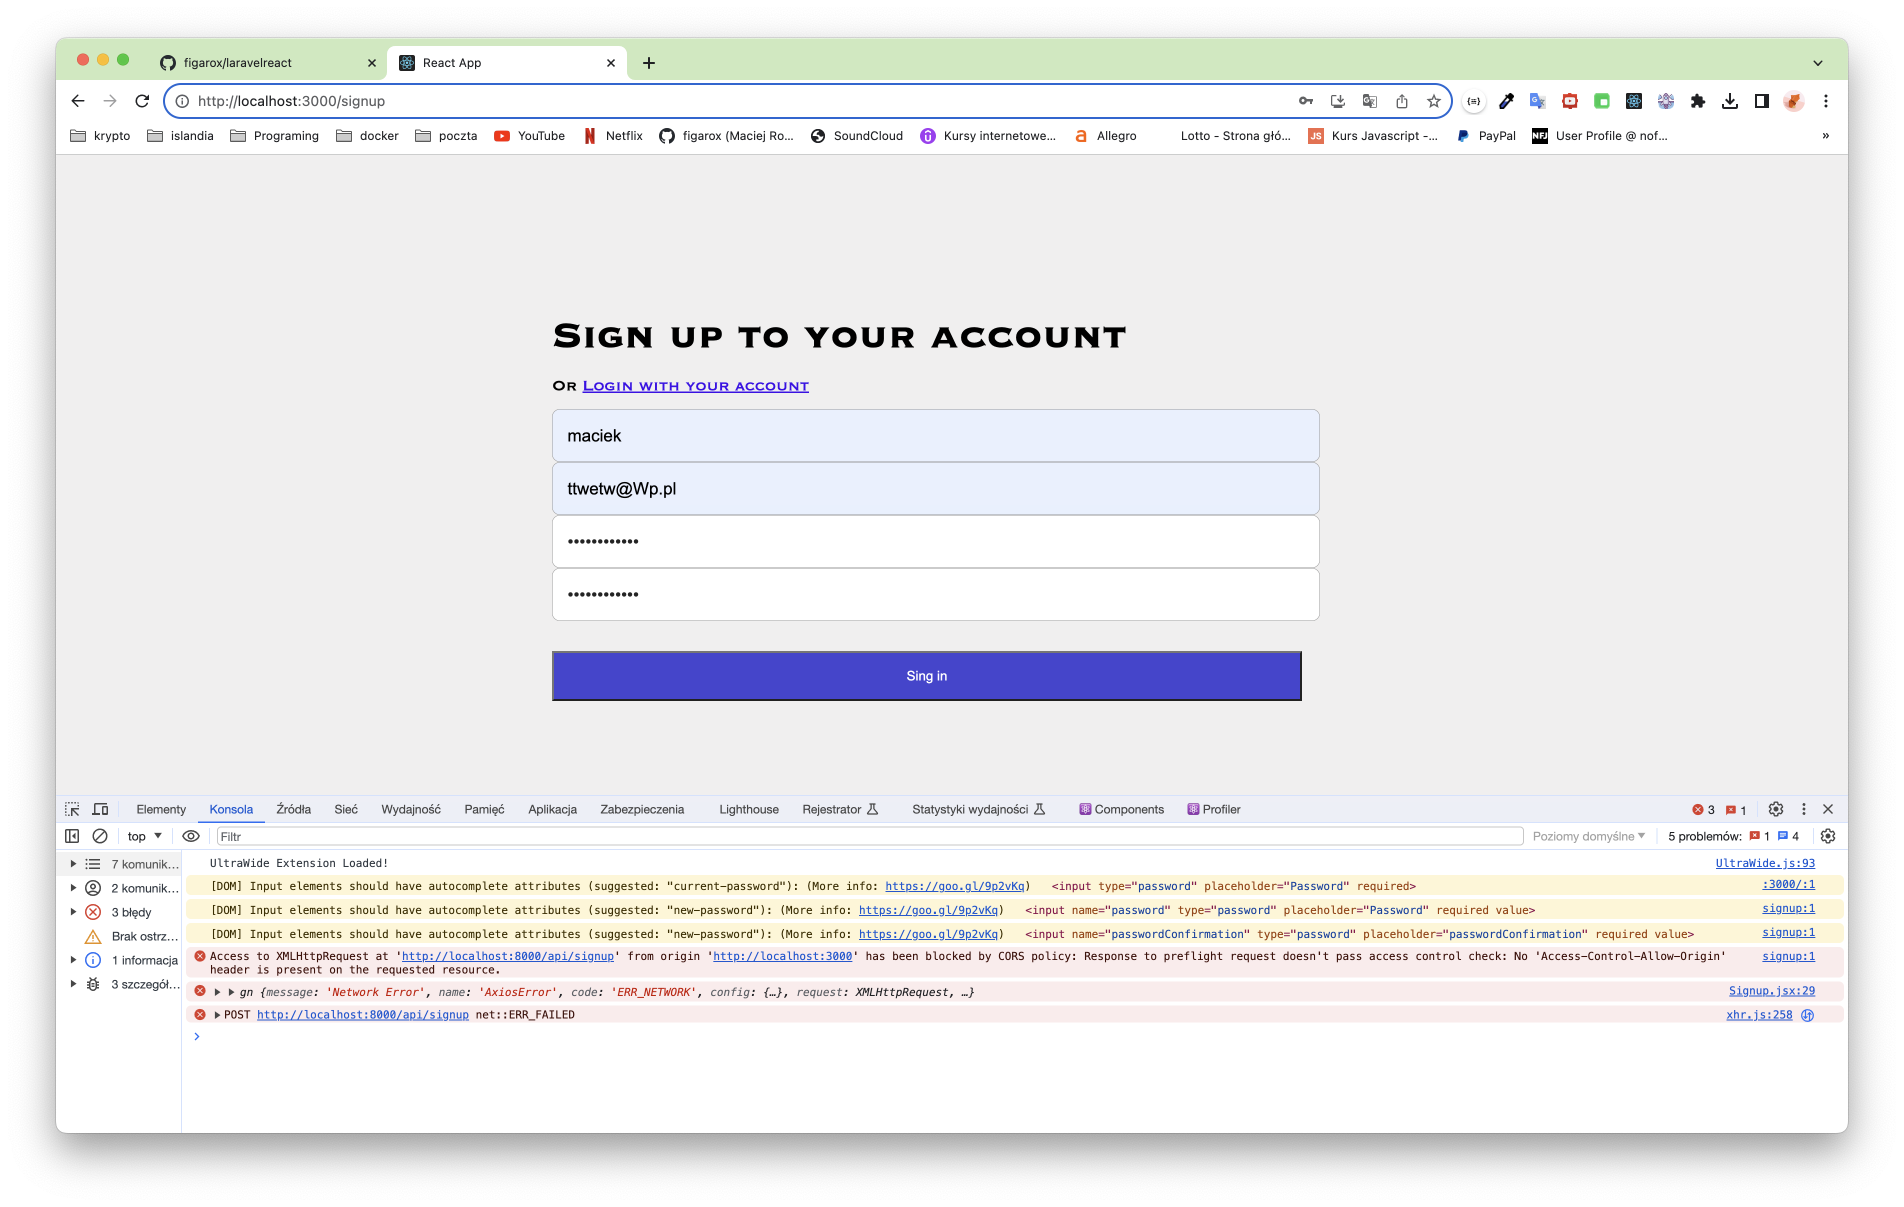 figarox/laravelreact
React App
http://localhost:3000/signup
krypto islandia Programing docker poczta YouTube Netflix figarox (Maciej Ro... SoundCloud Kursy internetowe... Allegro Lotto - Strona głó... Kurs Javascript -... PayPal User Profile @ nof... »
Sign up to your account
Or Login with your account
maciek
ttwetw@Wp.pl
••••••••••••
••••••••••••
Sing in
Elementy Konsola Źródła Sieć Wydajność Pamięć Aplikacja Zabezpieczenia Lighthouse Rejestrator Statystyki wydajności Components Profiler 3 1
top Filtr Poziomy domyślne 5 problemów: 1 4
7 komunik...
2 komunik...
3 błędy
Brak ostrz...
1 informacja
3 szczegół...
UltraWide Extension Loaded! UltraWide.js:93
[DOM] Input elements should have autocomplete attributes (suggested: "current-password"): (More info: https://goo.gl/9p2vKq) <input type="password" placeholder="Password" required> :3000/:1
[DOM] Input elements should have autocomplete attributes (suggested: "new-password"): (More info: https://goo.gl/9p2vKq) <input name="password" type="password" placeholder="Password" required value> signup:1
[DOM] Input elements should have autocomplete attributes (suggested: "new-password"): (More info: https://goo.gl/9p2vKq) <input name="passwordConfirmation" type="password" placeholder="passwordConfirmation" required value> signup:1
Access to XMLHttpRequest at 'http://localhost:8000/api/signup' from origin 'http://localhost:3000' has been blocked by CORS policy: Response to preflight request doesn't pass access control check: No 'Access-Control-Allow-Origin' signup:1
header is present on the requested resource.
gn {message: 'Network Error', name: 'AxiosError', code: 'ERR_NETWORK', config: {…}, request: XMLHttpRequest, …} Signup.jsx:29
POST http://localhost:8000/api/signup net::ERR_FAILED xhr.js:258